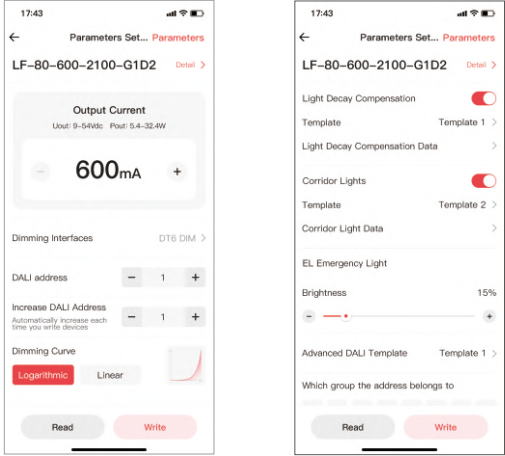 17:43
Parameters Set... Parameters
LF-80-600-2100-G1D2 Detail >
Output Current
Uout: 9-54Vdc Pout: 5.4-32.4W
− 600mA +
Dimming Interfaces DT6 DIM >
DALI address − 1 +
Increase DALI Address
Automatically increase each
time you write devices
− 1 +
Dimming Curve
Logarithmic Linear
Read Write
17:43
Parameters Set... Parameters
LF-80-600-2100-G1D2 Detail >
Light Decay Compensation
Template Template 1 >
Light Decay Compensation Data >
Corridor Lights
Template Template 2 >
Corridor Light Data >
EL Emergency Light
Brightness 15%
− +
Advanced DALI Template Template 1 >
Which group the address belongs to
Read Write